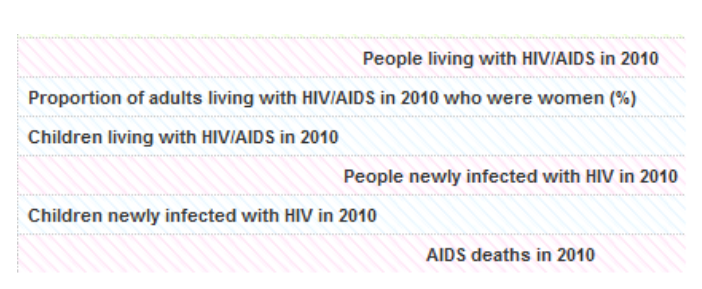 People living with HIV/AIDS in 2010
Proportion of adults living with HIV/AIDS in 2010 who were women (%)
Children living with HIV/AIDS in 2010
People newly infected with HIV in 2010
Children newly infected with HIV in 2010
AIDS deaths in 2010